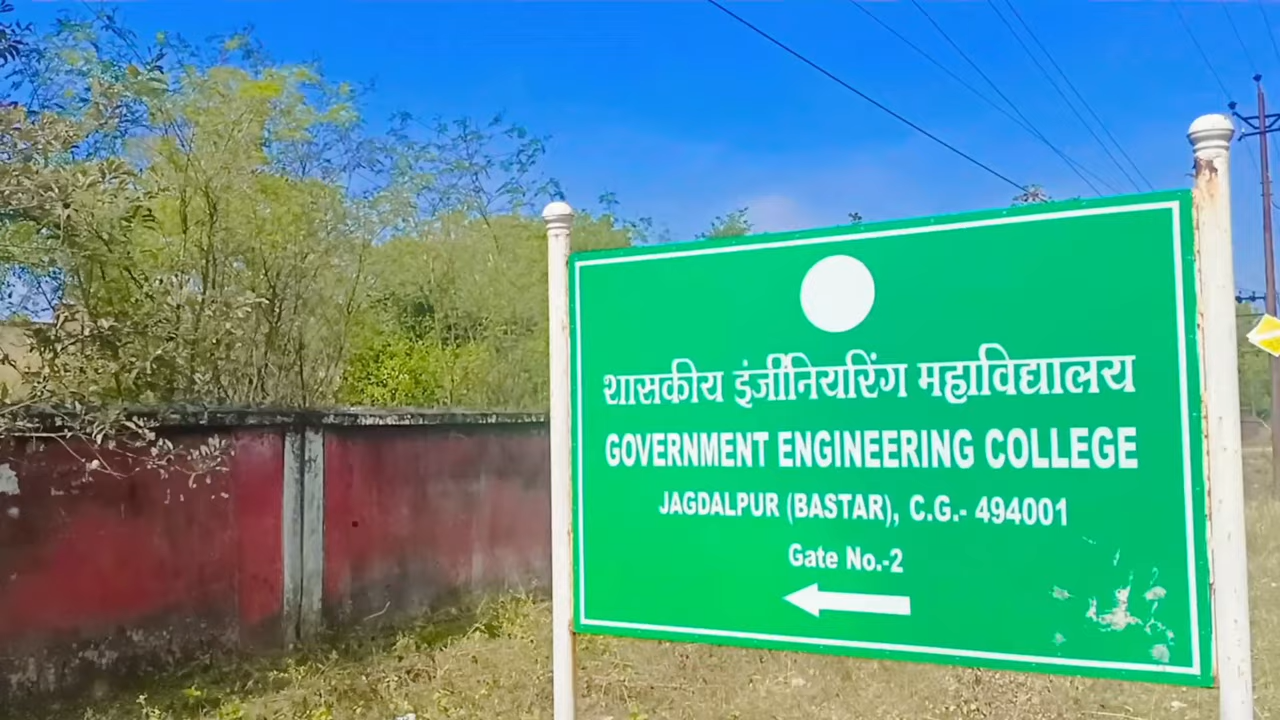 शासकीय इंर्जीनियरिंग महाविद्यालय
GOVERNMENT ENGINEERING COLLEGE
JAGDALPUR (BASTAR), C.G.- 494001
Gate No.-2